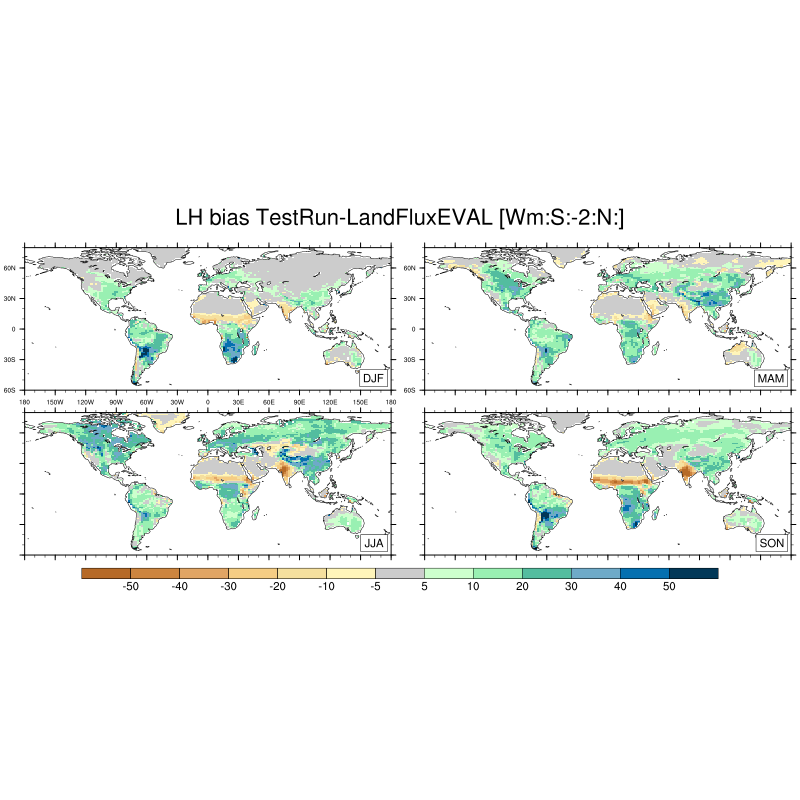 LH bias TestRun-LandFluxEVAL [Wm:S:-2:N:]
60N
30N
0
30S
60S
DJF
60N
30N
0
30S
60S
MAM
180 150W 120W 90W 60W 30W 0 30E 60E 90E 120E 150E 180
JJA
SON
-50 -40 -30 -20 -10 -5 5 10 20 30 40 50